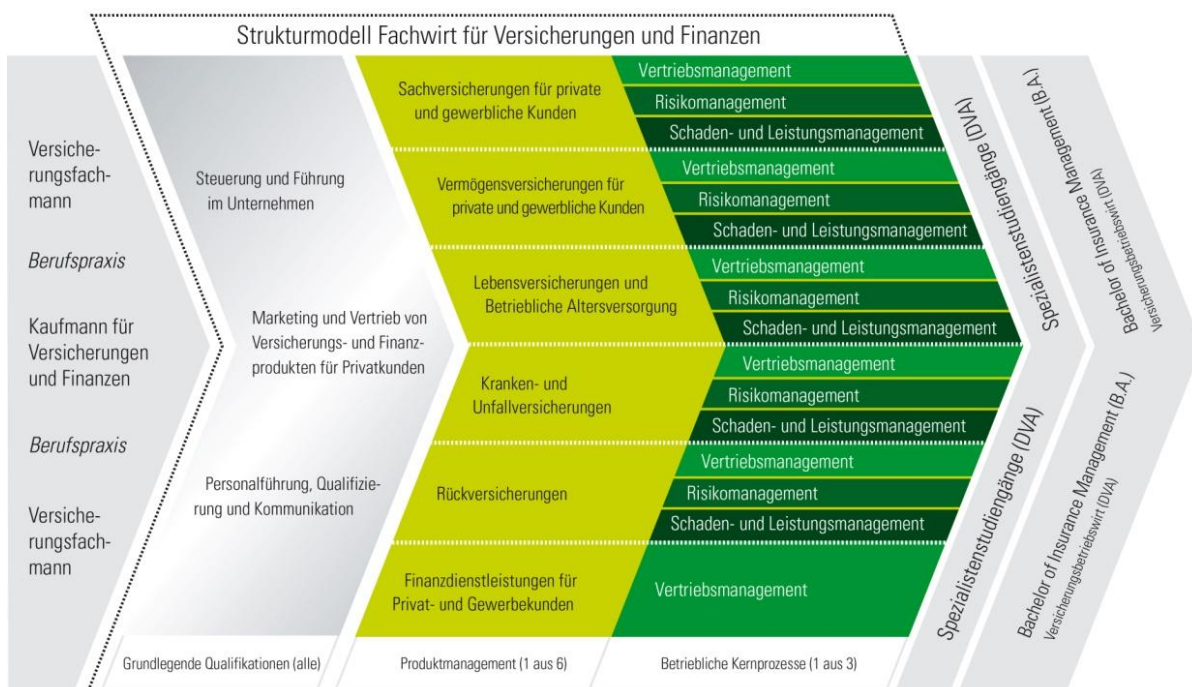 Strukturmodell Fachwirt für Versicherungen und Finanzen
Versiche-
rungsfach-
mann
Berufspraxis
Kaufmann für
Versicherungen
und Finanzen
Berufspraxis
Versiche-
rungsfach-
mann
Steuerung und Führung
im Unternehmen
Marketing und Vertrieb von
Versicherungs- und Finanz-
produkten für Privatkunden
Personalführung, Qualifizie-
rung und Kommunikation
Grundlegende Qualifikationen (alle)
Sachversicherungen für private
und gewerbliche Kunden
Vermögensversicherungen für
private und gewerbliche Kunden
Lebensversicherungen und
Betriebliche Altersversorgung
Kranken- und
Unfallversicherungen
Rückversicherungen
Finanzdienstleistungen für
Privat- und Gewerbekunden
Produktmanagement (1 aus 6)
Vertriebsmanagement
Risikomanagement
Schaden- und Leistungsmanagement
Vertriebsmanagement
Risikomanagement
Schaden- und Leistungsmanagement
Vertriebsmanagement
Risikomanagement
Schaden- und Leistungsmanagement
Vertriebsmanagement
Risikomanagement
Schaden- und Leistungsmanagement
Vertriebsmanagement
Risikomanagement
Schaden- und Leistungsmanagement
Vertriebsmanagement
Betriebliche Kernprozesse (1 aus 3)
Spezialistenstudiengänge (DVA)
Spezialistenstudiengänge (DVA)
Bachelor of Insurance Management (B.A.)
Versicherungsbetriebswirt (DVA)
Bachelor of Insurance Management (B.A.)
Versicherungsbetriebswirt (DVA)